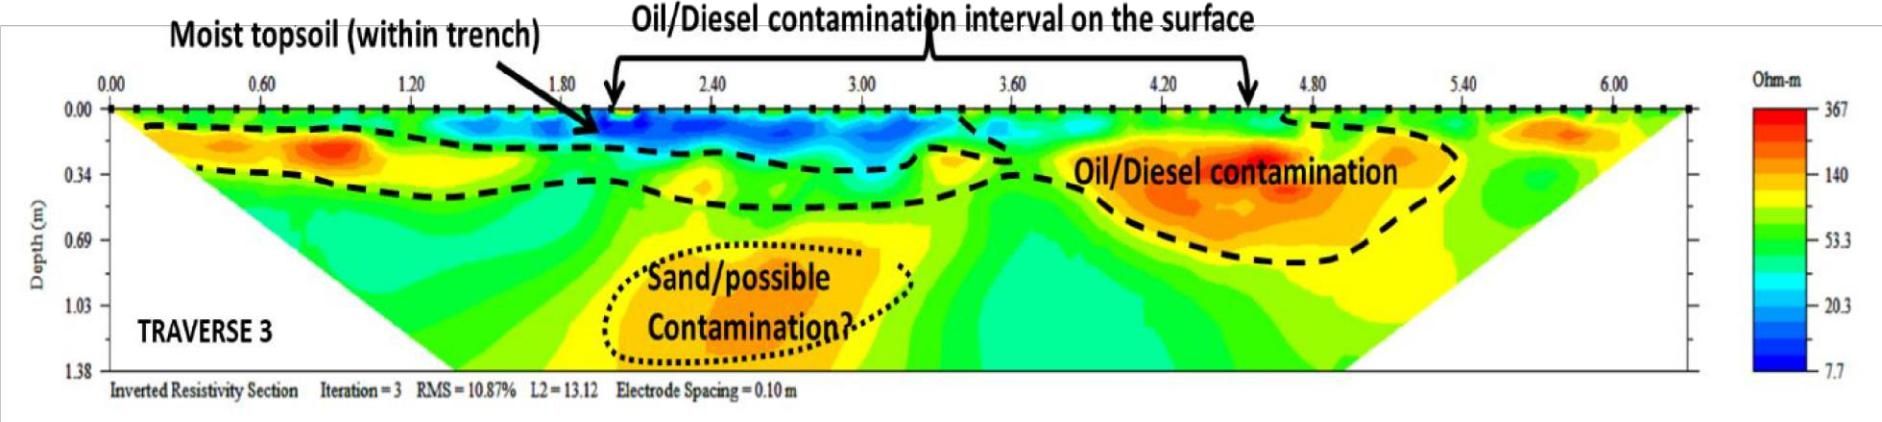 Oil/Diesel contamination interval on the surface
Moist topsoil (within trench)
0.00 0.60 1.20 1.80 2.40 3.00 3.60 4.20 4.80 5.40 6.00
Ohm-m
0.00
0.34
0.69
1.03
1.38
Depth (m)
Oil/Diesel contamination
Sand/possible
Contamination?
TRAVERSE 3
367
140
53.3
20.3
7.7
Inverted Resistivity Section Iteration = 3 RMS = 10.87% L2 = 13.12 Electrode Spacing = 0.10 m